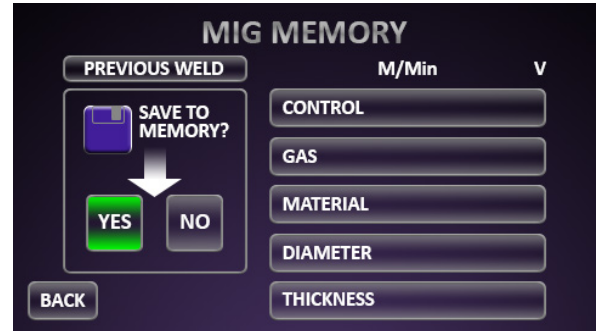 MIG MEMORY
PREVIOUS WELD
M/Min V
SAVE TO
MEMORY?
YES NO
BACK
CONTROL
GAS
MATERIAL
DIAMETER
THICKNESS